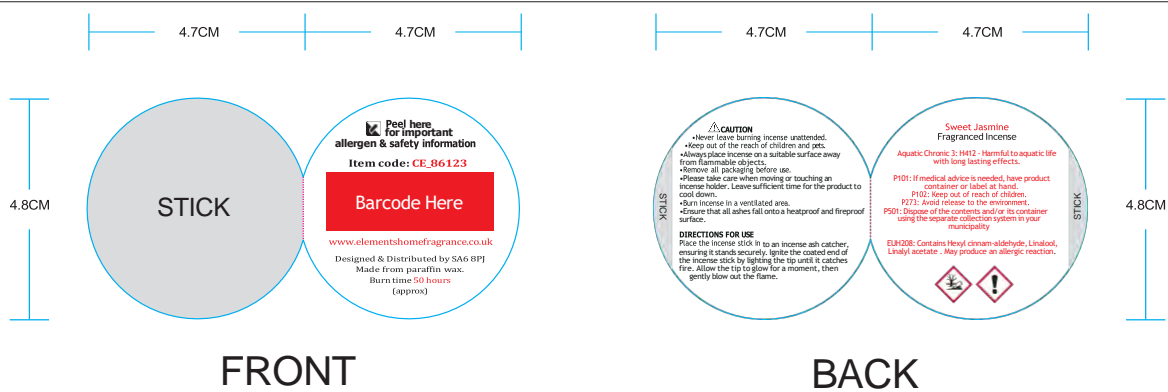 4.7CM
4.7CM
4.7CM
4.7CM
4.8CM
STICK
Peel here
for important
allergen & safety information
Item code: CE_86123
Barcode Here
www.elementshomefragrance.co.uk
Designed & Distributed by SA6 8PJ
Made from paraffin wax.
Burn time 50 hours
(approx)
FRONT
STICK
CAUTION
•Never leave burning incense unattended.
•Keep out of the reach of children and pets.
•Always place incense on a suitable surface away
from flammable objects.
•Remove all packaging before use.
•Please take care when moving or touching an
incense holder. Leave sufficient time for the product to
cool down.
•Burn incense in a ventilated area.
•Ensure that all ashes fall onto a heatproof and fireproof
surface.
DIRECTIONS FOR USE
Place the incense stick in to an incense ash catcher,
ensuring it stands securely. Ignite the coated end of
the incense stick by lighting the tip until it catches
fire. Allow the tip to glow for a moment, then
gently blow out the flame.
Sweet Jasmine
Fragranced Incense
Aquatic Chronic 3: H412 - Harmful to aquatic life
with long lasting effects.
P101: If medical advice is needed, have product
container or label at hand.
P102: Keep out of reach of children.
P273: Avoid release to the environment.
P501: Dispose of the contents and/or its container
using the separate collection system in your
municipality
EUH208: Contains Hexyl cinnam-aldehyde, Linalool,
Linalyl acetate . May produce an allergic reaction.
STICK
4.8CM
BACK